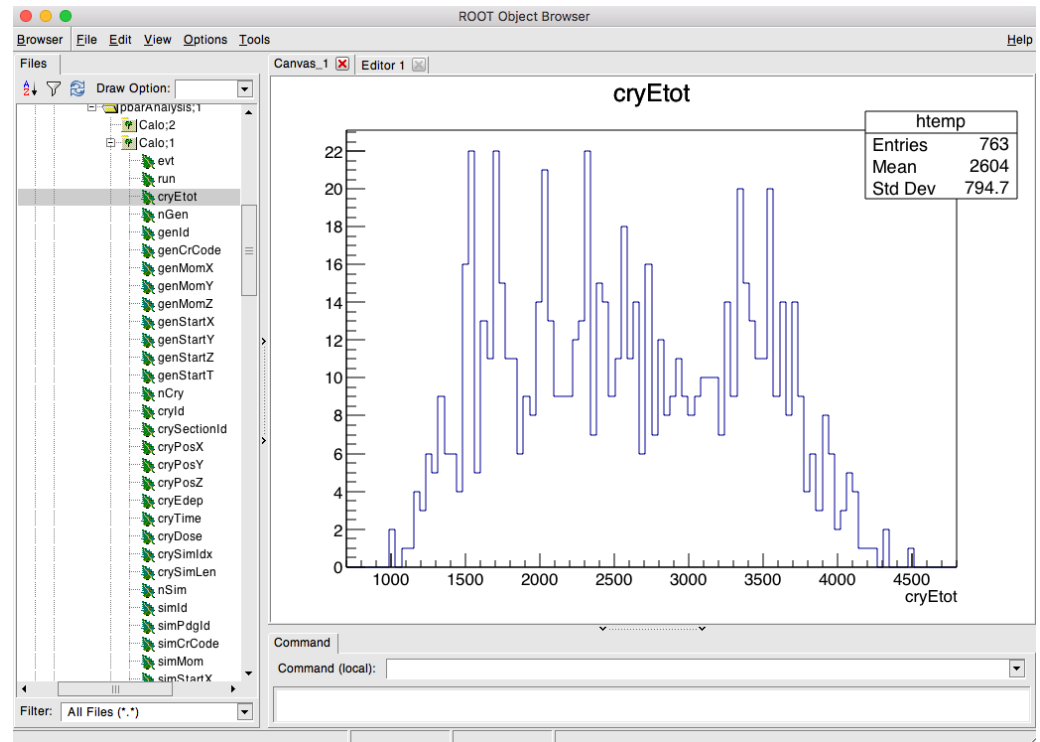 ROOT Object Browser
Browser File Edit View Options Tools Help
Files
Canvas_1 Editor 1
Draw Option:
pbarAnalysis;1
Calo;2
Calo;1
evt
run
cryEtot
nGen
genId
genCrCode
genMomX
genMomY
genMomZ
genStartX
genStartY
genStartZ
genStartT
nCry
cryId
crySectionId
cryPosX
cryPosY
cryPosZ
cryEdep
cryTime
cryDose
crySimIdx
crySimLen
nSim
simId
simPdgId
simCrCode
simMom
simStartX
Filter: All Files (*.*)
cryEtot
htemp
Entries 763
Mean 2604
Std Dev 794.7
22
20
18
16
14
12
10
8
6
4
2
0
1000 1500 2000 2500 3000 3500 4000 4500
cryEtot
Command
Command (local):